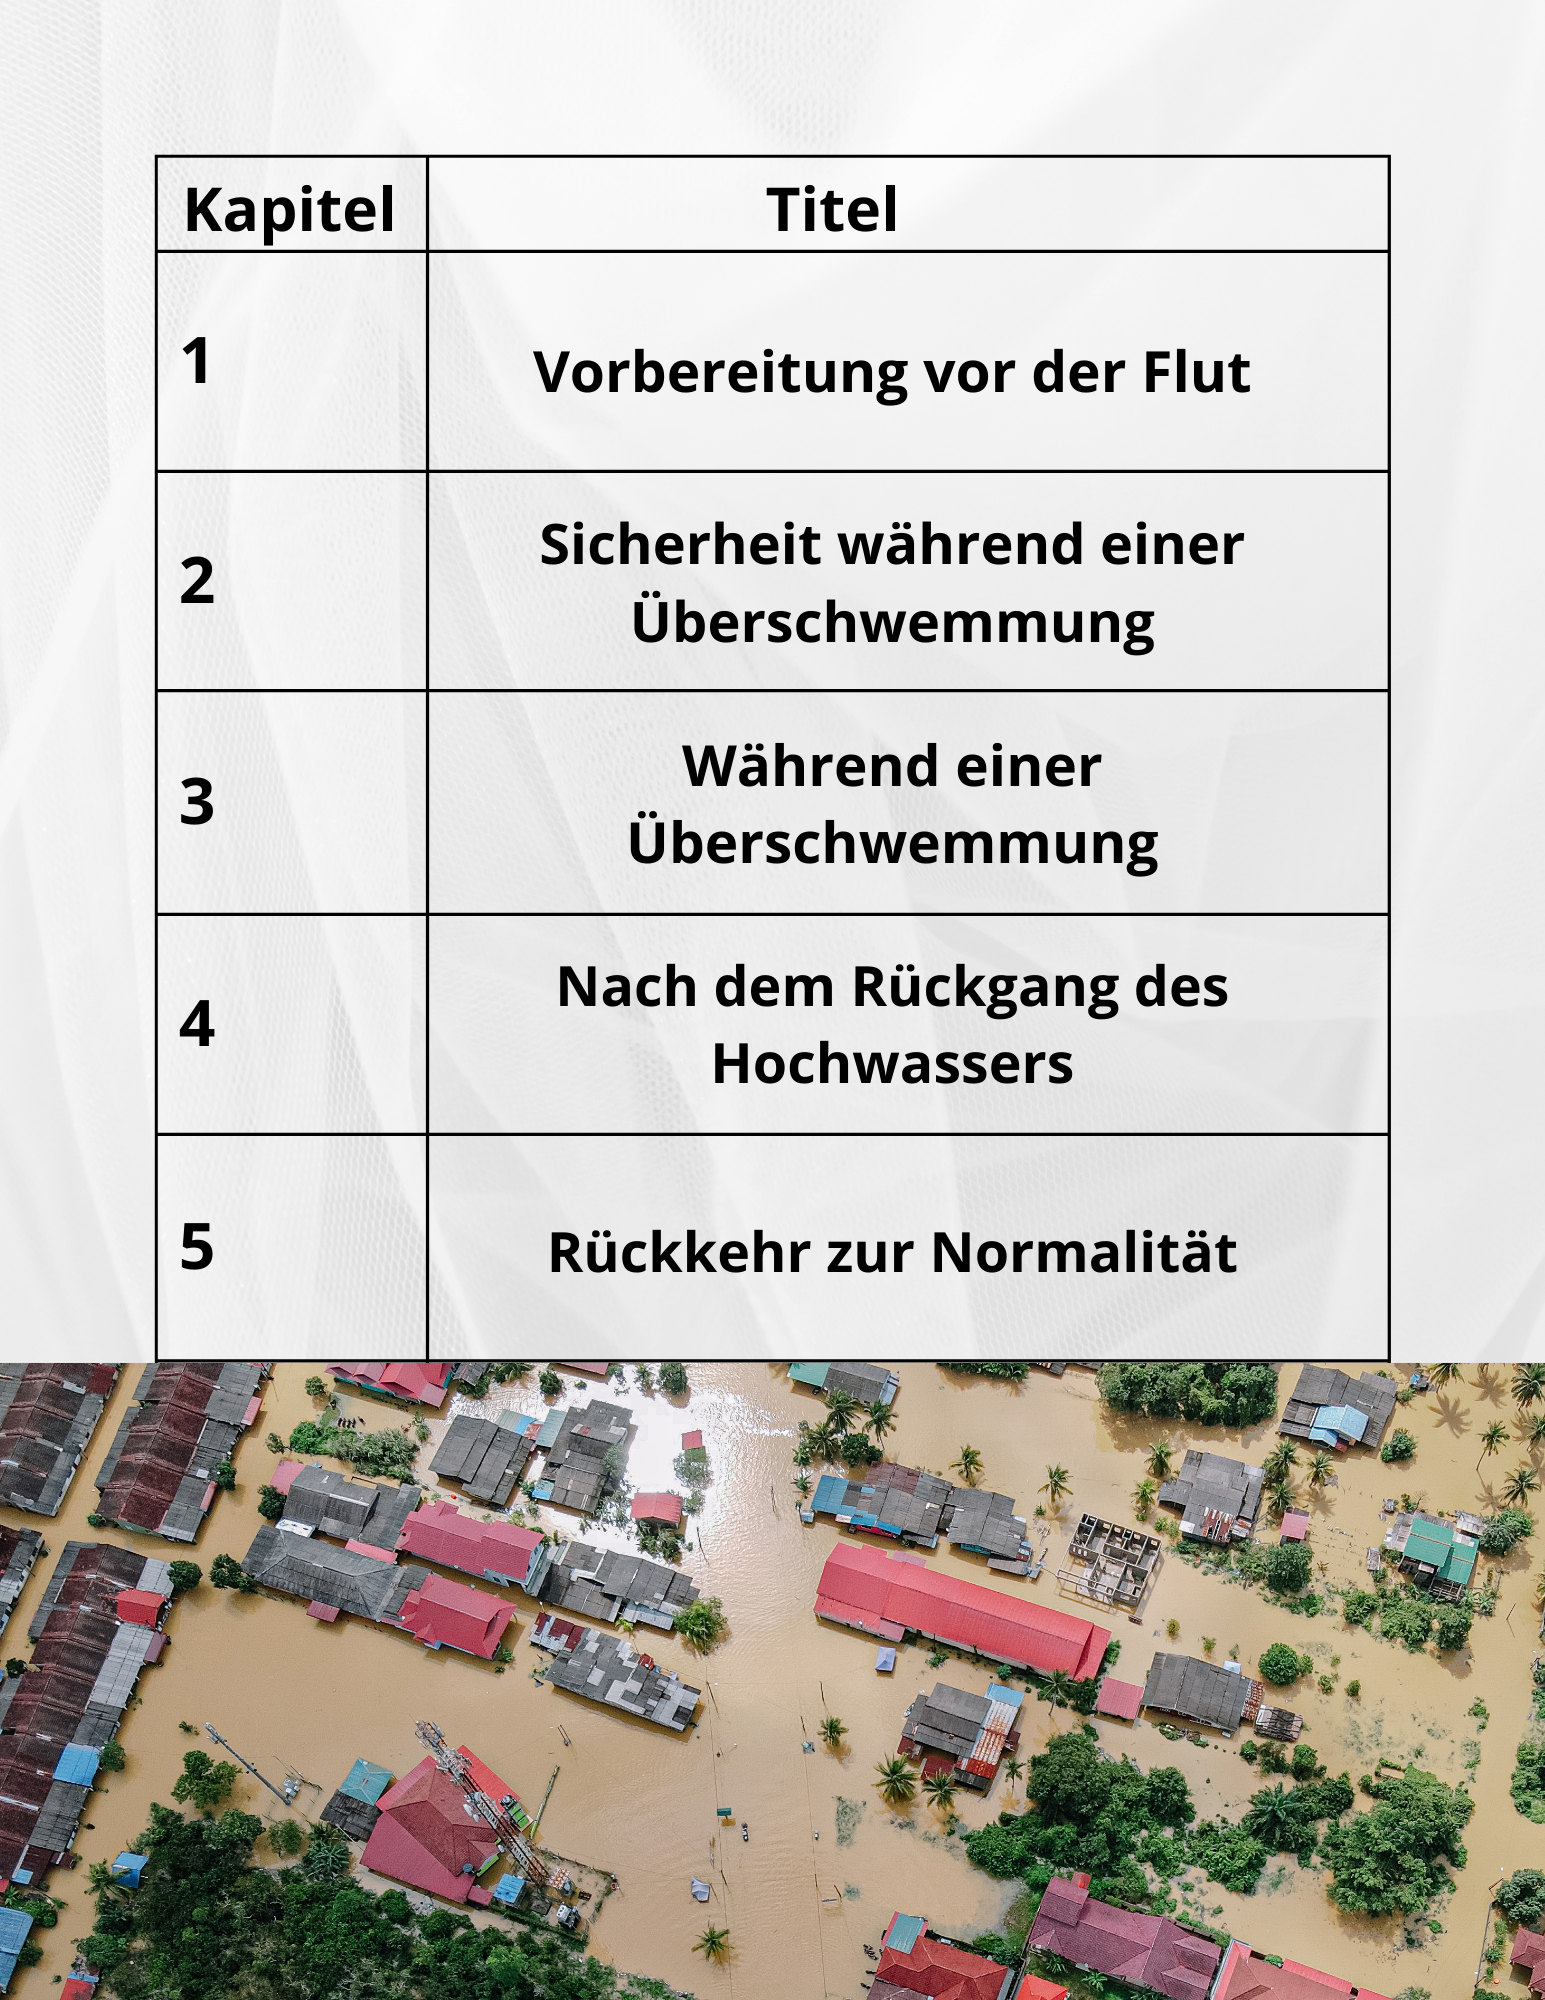 Kapitel Titel
1 Vorbereitung vor der Flut
2 Sicherheit während einer
Überschwemmung
3 Während einer
Überschwemmung
4 Nach dem Rückgang des
Hochwassers
5 Rückkehr zur Normalität